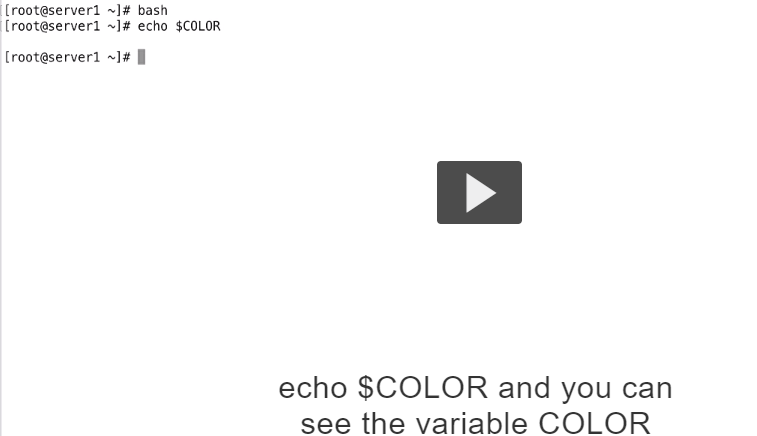 [root@server1 ~]# bash
[root@server1 ~]# echo $COLOR
[root@server1 ~]#
echo $COLOR and you can
see the variable COLOR